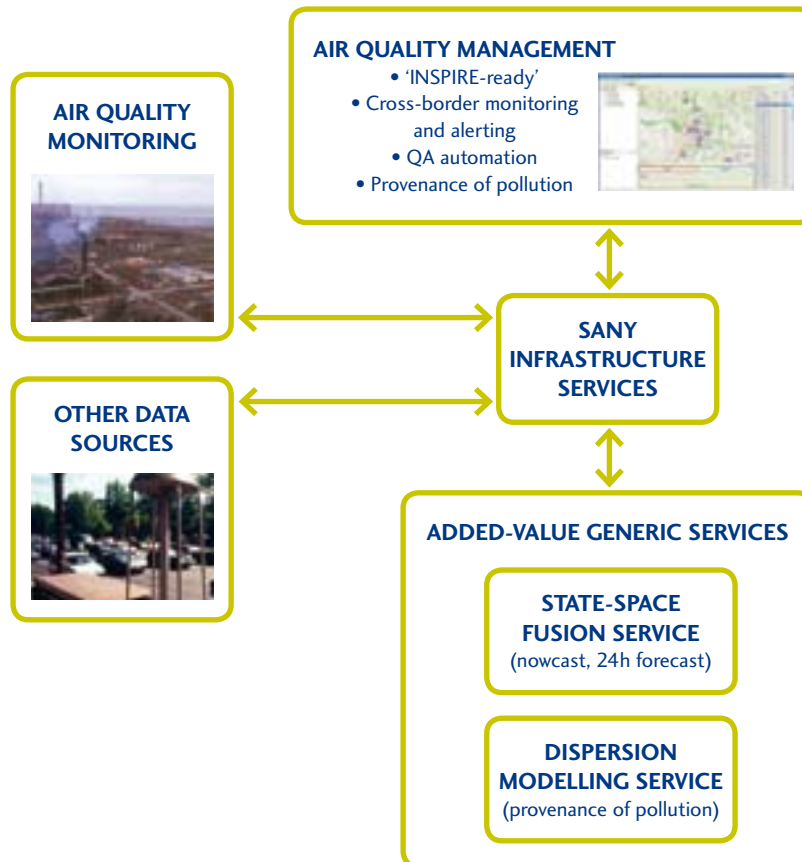 AIR QUALITY MANAGEMENT
• ‘INSPIRE-ready’
• Cross-border monitoring
and alerting
• QA automation
• Provenance of pollution
AIR QUALITY
MONITORING
SANY
INFRASTRUCTURE
SERVICES
OTHER DATA
SOURCES
ADDED-VALUE GENERIC SERVICES
STATE-SPACE
FUSION SERVICE
(nowcast, 24h forecast)
DISPERSION
MODELLING SERVICE
(provenance of pollution)